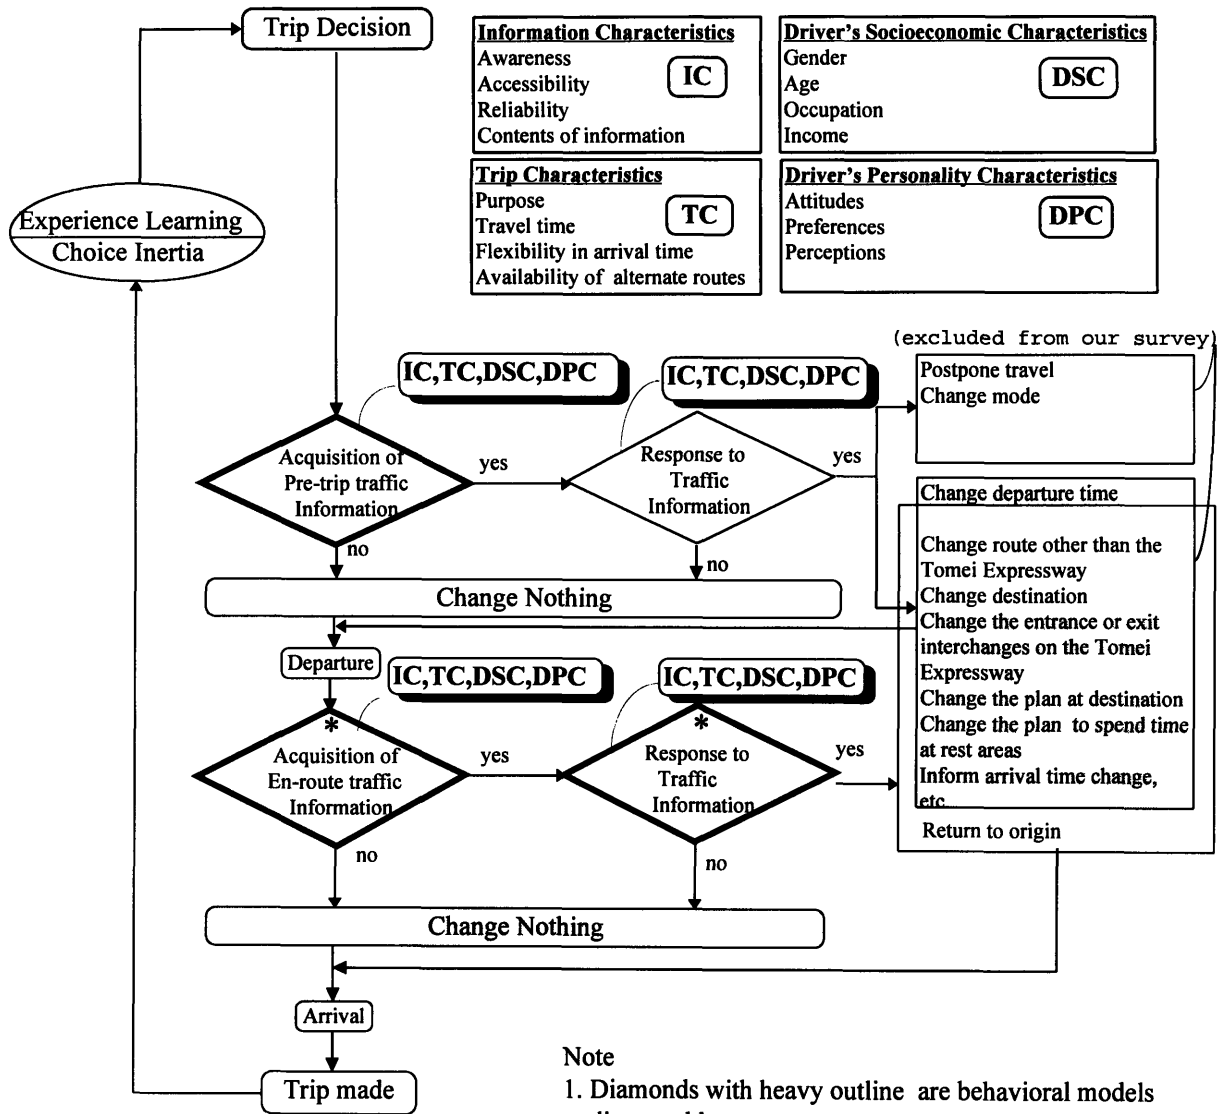 Trip Decision
Information Characteristics
Awareness
IC
Accessibility
Reliability
Contents of information
Driver's Socioeconomic Characteristics
Gender
DSC
Age
Occupation
Income
Trip Characteristics
Purpose
TC
Travel time
Flexibility in arrival time
Availability of alternate routes
Driver's Personality Characteristics
Attitudes
DPC
Preferences
Perceptions
Experience Learning
Choice Inertia
(excluded from our survey)
IC,TC,DSC,DPC
IC,TC,DSC,DPC
Postpone travel
Change mode
Acquisition of
Pre-trip traffic
Information
yes
Response to
Traffic
Information
yes
no
no
Change departure time
Change route other than the
Tomei Expressway
Change destination
Change the entrance or exit
interchanges on the Tomei
Expressway
Change the plan at destination
Change the plan to spend time
at rest areas
Inform arrival time change,
etc
Return to origin
Change Nothing
Departure
IC,TC,DSC,DPC
IC,TC,DSC,DPC
*
Acquisition of
En-route traffic
Information
yes
*
Response to
Traffic
Information
yes
no
no
Change Nothing
Arrival
Trip made
Note
1. Diamonds with heavy outline are behavioral models